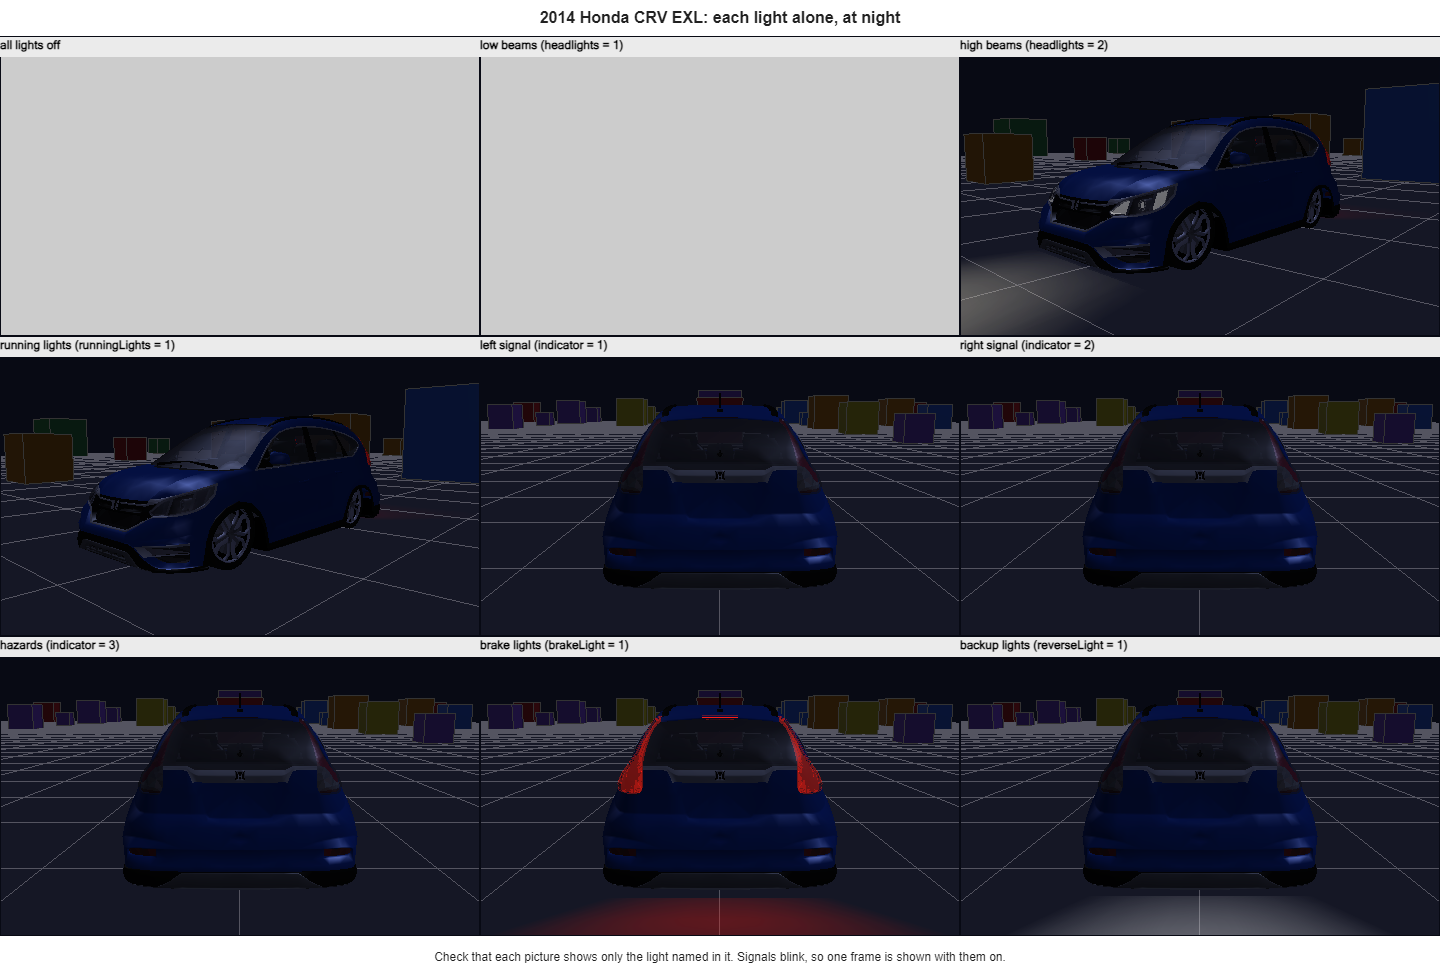 2014 Honda CRV EXL: each light alone, at night
all lights off
low beams (headlights = 1)
high beams (headlights = 2)
running lights (runningLights = 1)
left signal (indicator = 1)
right signal (indicator = 2)
hazards (indicator = 3)
brake lights (brakeLight = 1)
backup lights (reverseLight = 1)
Check that each picture shows only the light named in it. Signals blink, so one frame is shown with them on.